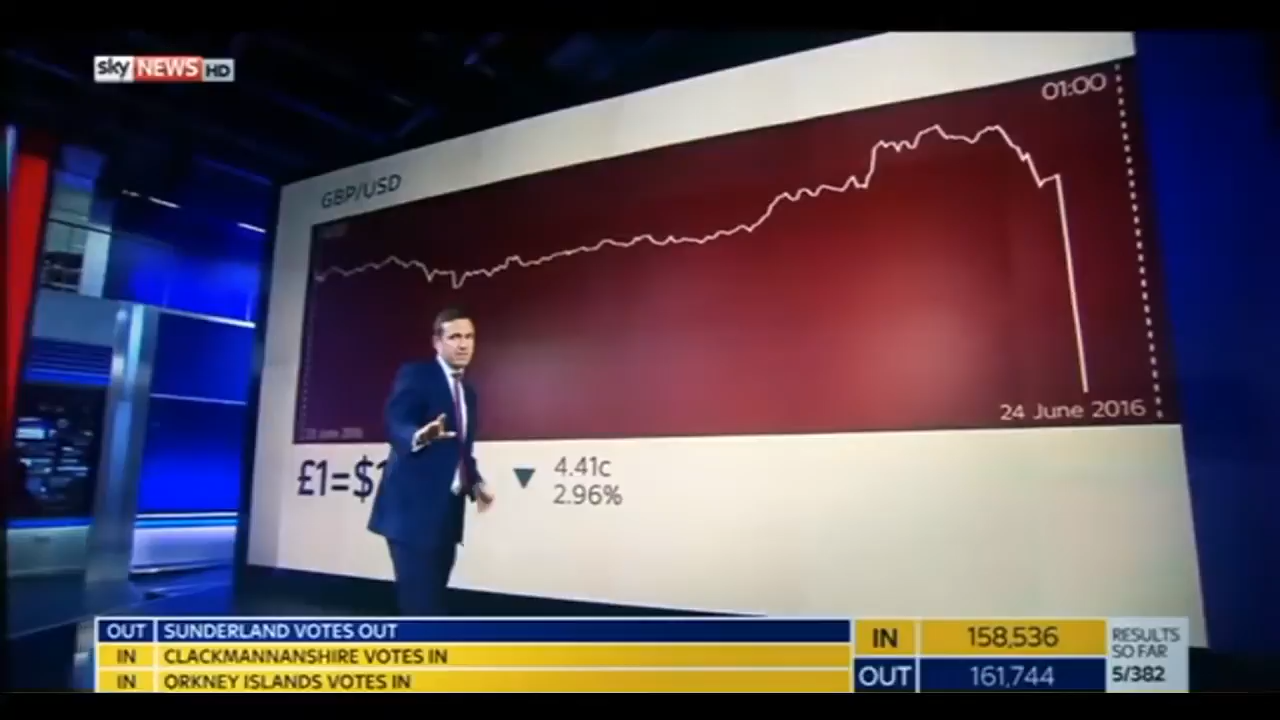 sky NEWS HD
01:00
GBP/USD
24 June 2016
£1=$
4.41c
2.96%
OUT SUNDERLAND VOTES OUT
IN CLACKMANNANSHIRE VOTES IN
IN ORKNEY ISLANDS VOTES IN
IN 158,536
OUT 161,744
RESULTS
SO FAR
5/382